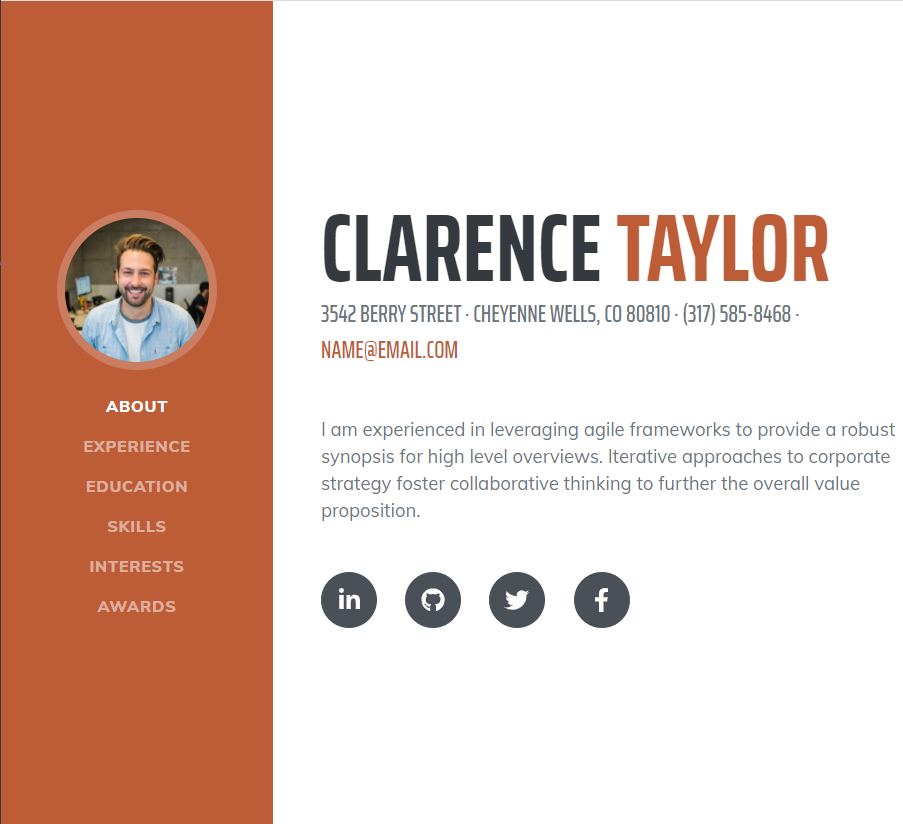 ABOUT
EXPERIENCE
EDUCATION
SKILLS
INTERESTS
AWARDS
CLARENCE TAYLOR
3542 BERRY STREET · CHEYENNE WELLS, CO 80810 · (317) 585-8468 ·
NAME@EMAIL.COM
I am experienced in leveraging agile frameworks to provide a robust
synopsis for high level overviews. Iterative approaches to corporate
strategy foster collaborative thinking to further the overall value
proposition.
in